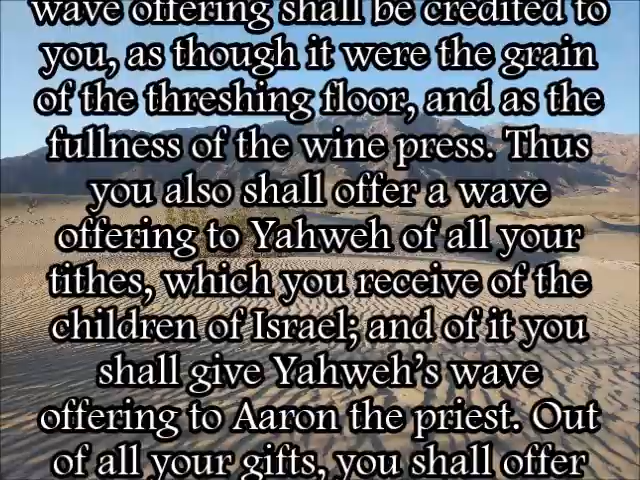 wave offering shall be credited to
you, as though it were the grain
of the threshing floor, and as the
fullness of the wine press. Thus
you also shall offer a wave
offering to Yahweh of all your
tithes, which you receive of the
children of Israel; and of it you
shall give Yahweh’s wave
offering to Aaron the priest. Out
of all your gifts, you shall offer